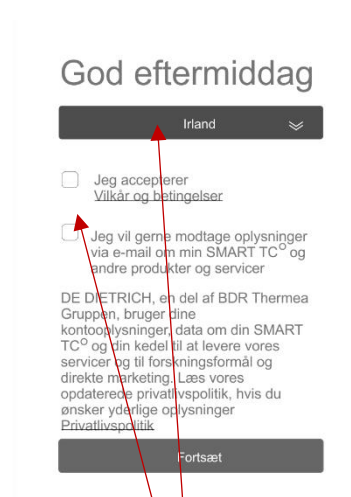 God eftermiddag
Irland
Jeg accepterer
Vilkår og betingelser
Jeg vil gerne modtage oplysninger
via e-mail om min SMART TC° og
andre produkter og servicer
DE DIETRICH, en del af BDR Thermea
Gruppen, bruger dine
kontooplysninger, data om din SMART
TC° og din kedel til at levere vores
servicer og til forskningsformål og
direkte marketing. Læs vores
opdaterede privatlivspolitik, hvis du
ønsker yderlige oplysninger
Privatlivspolitik
Fortsæt